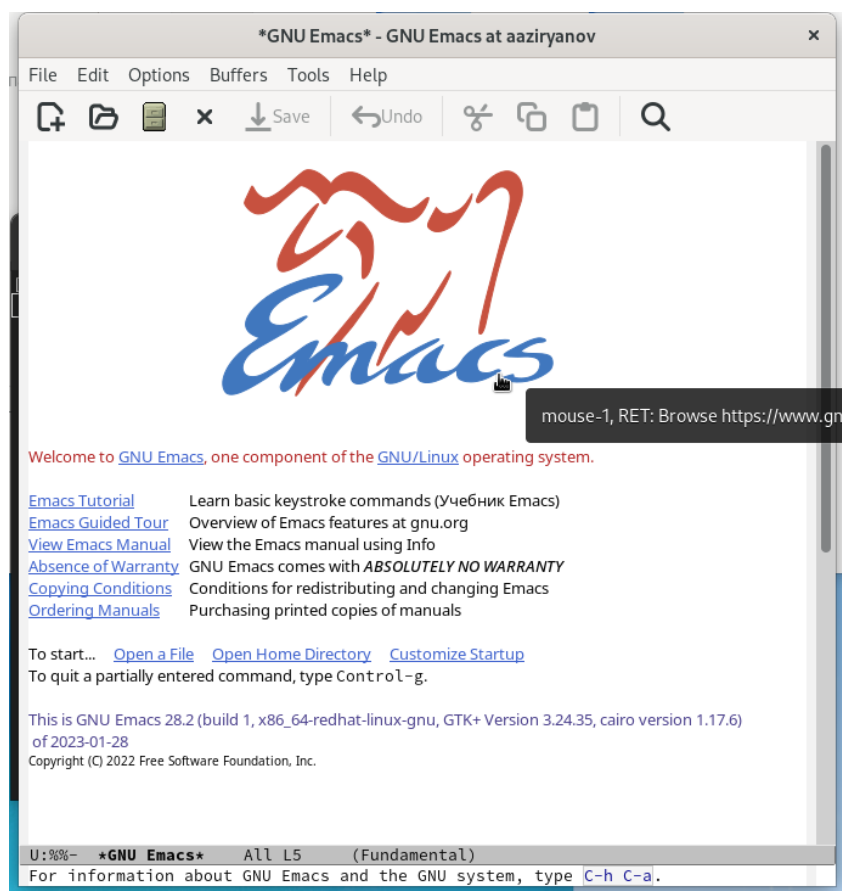 *GNU Emacs* - GNU Emacs at aaziryanov ×
File Edit Options Buffers Tools Help
Save Undo
Emacs
mouse-1, RET: Browse https://www.gn
Welcome to GNU Emacs, one component of the GNU/Linux operating system.
Emacs Tutorial Learn basic keystroke commands (Учебник Emacs)
Emacs Guided Tour Overview of Emacs features at gnu.org
View Emacs Manual View the Emacs manual using Info
Absence of Warranty GNU Emacs comes with ABSOLUTELY NO WARRANTY
Copying Conditions Conditions for redistributing and changing Emacs
Ordering Manuals Purchasing printed copies of manuals
To start... Open a File Open Home Directory Customize Startup
To quit a partially entered command, type Control-g.
This is GNU Emacs 28.2 (build 1, x86_64-redhat-linux-gnu, GTK+ Version 3.24.35, cairo version 1.17.6)
of 2023-01-28
Copyright (C) 2022 Free Software Foundation, Inc.
U:%%- *GNU Emacs* All L5 (Fundamental)
For information about GNU Emacs and the GNU system, type C-h C-a.